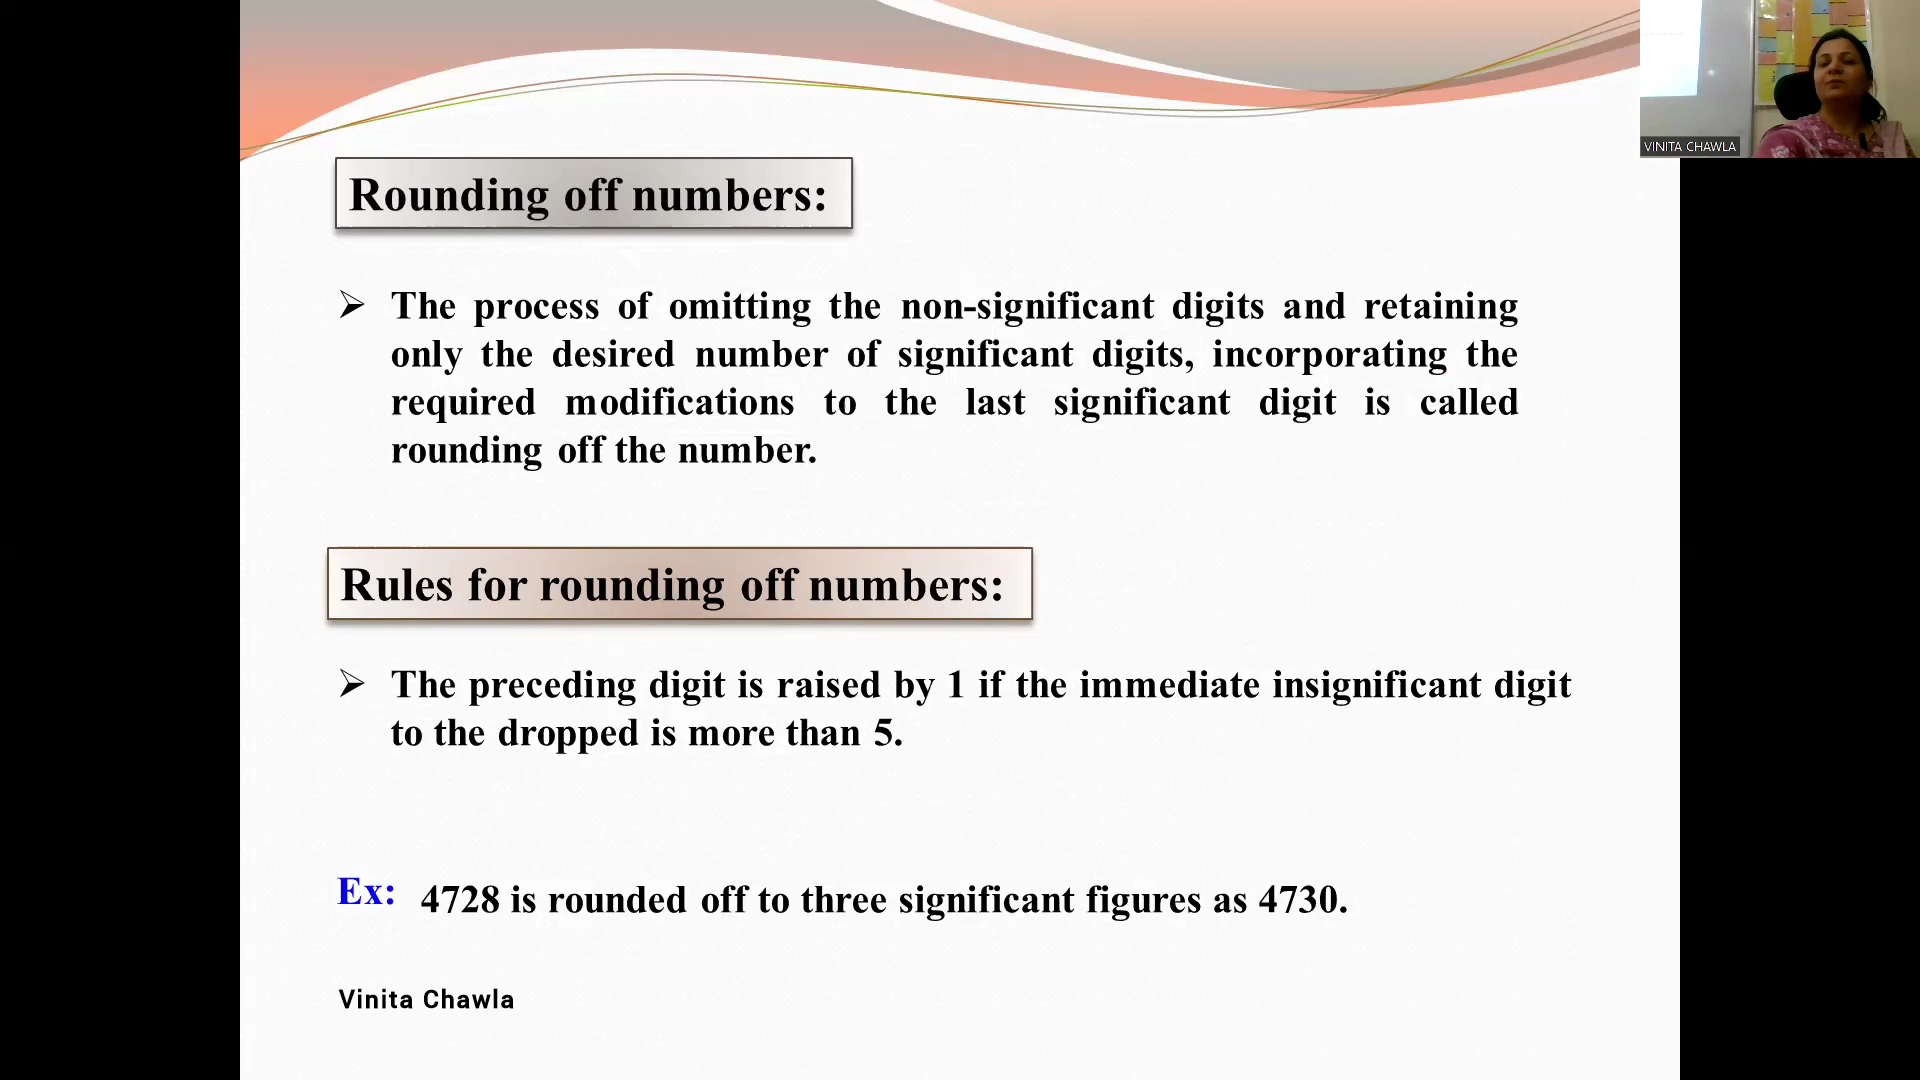 VINITA CHAWLA
Rounding off numbers:
➢ The process of omitting the non-significant digits and retaining
only the desired number of significant digits, incorporating the
required modifications to the last significant digit is called
rounding off the number.
Rules for rounding off numbers:
➢ The preceding digit is raised by 1 if the immediate insignificant digit
to the dropped is more than 5.
Ex: 4728 is rounded off to three significant figures as 4730.
Vinita Chawla